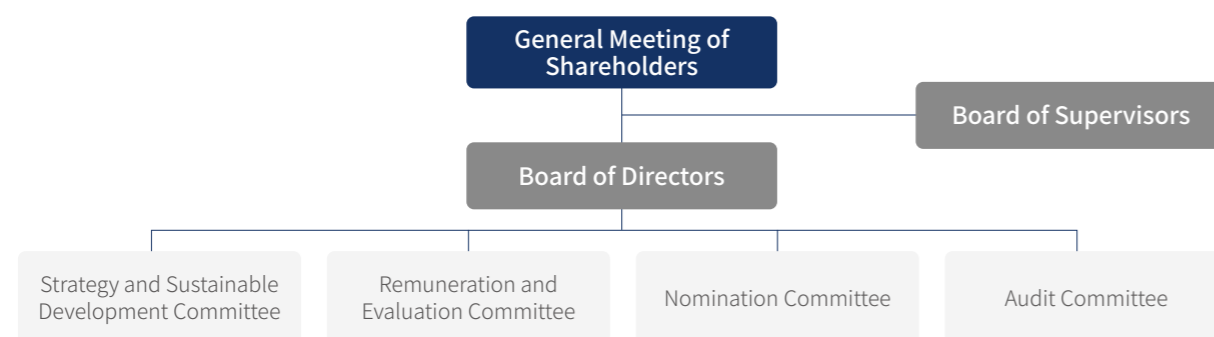 General Meeting of
Shareholders
Board of Supervisors
Board of Directors
Strategy and Sustainable
Development Committee
Remuneration and
Evaluation Committee
Nomination Committee
Audit Committee